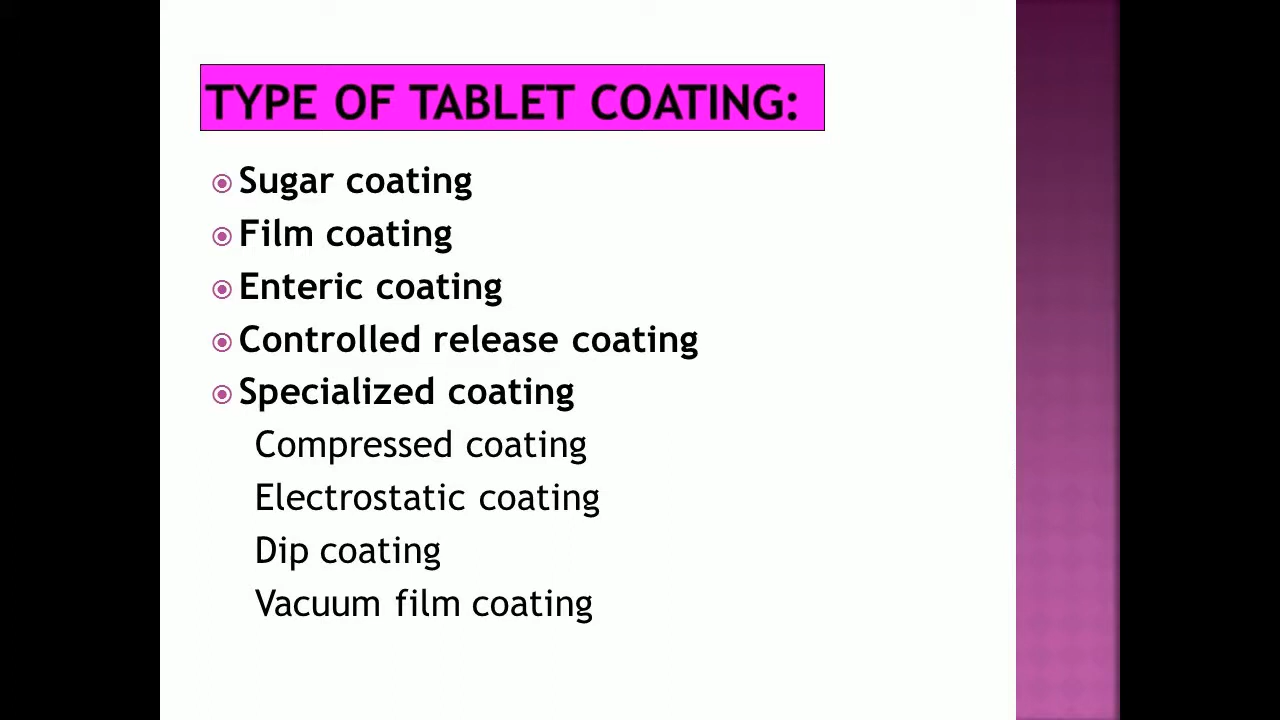 TYPE OF TABLET COATING:
Sugar coating
Film coating
Enteric coating
Controlled release coating
Specialized coating
Compressed coating
Electrostatic coating
Dip coating
Vacuum film coating